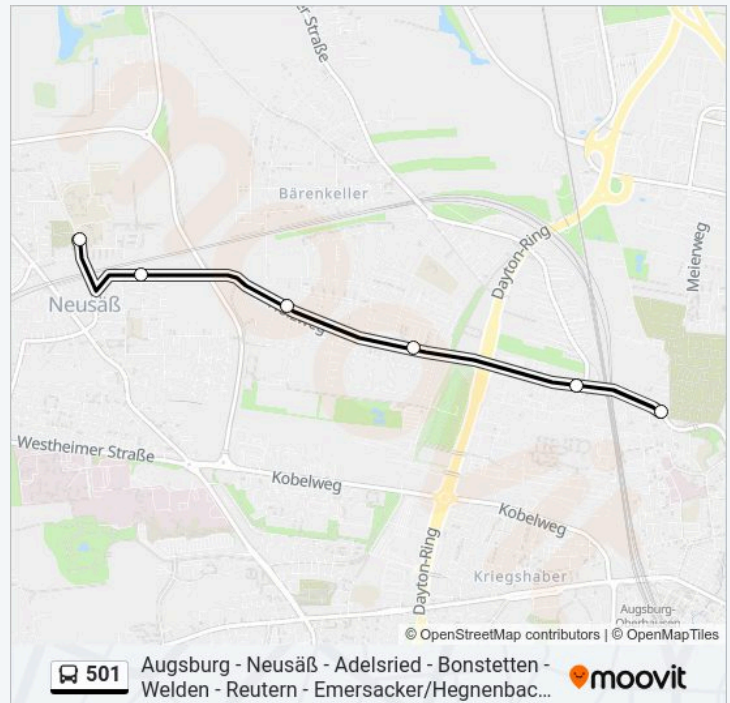 er Straße
Bärenkeller
Dayton-Ring
Meierweg
Neusäß
Westheimer Straße
Kobelweg
Kobelweg
Dayton-Ring
Kriegshaber
Augsburg-
Oberhausen
© OpenStreetMap contributors | © OpenMapTiles
501
Augsburg - Neusäß - Adelsried - Bonstetten -
Welden - Reutern - Emersacker/Hegnenbac...
moovit